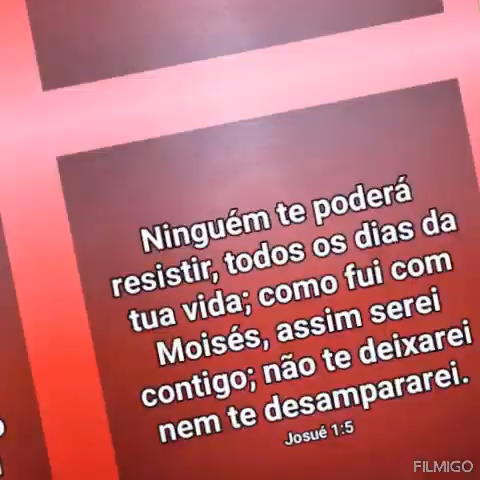 Ninguém te poderá
resistir, todos os dias da
tua vida; como fui com
Moisés, assim serei
contigo; não te deixarei
nem te desampararei.
Josué 1:5
FILMIGO